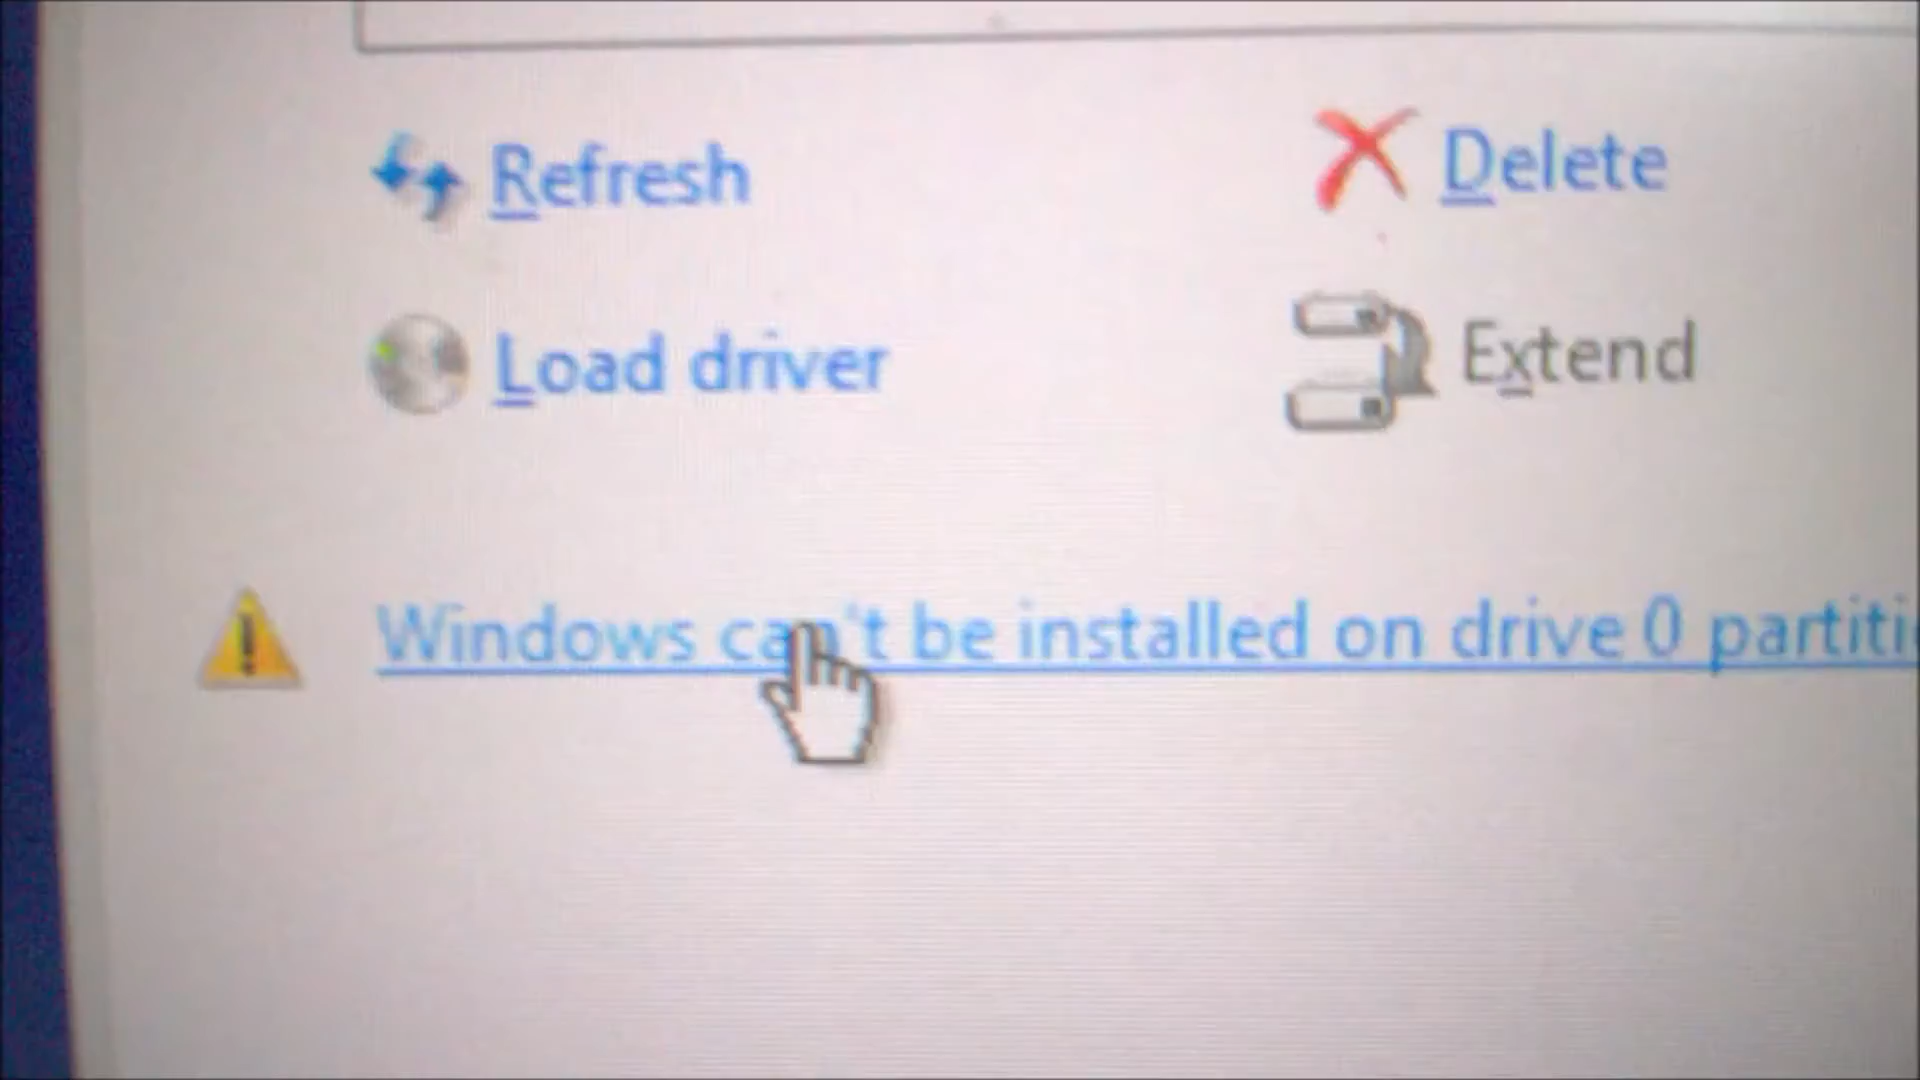 Refresh
Delete
Load driver
Extend
Windows can't be installed on drive 0 partiti